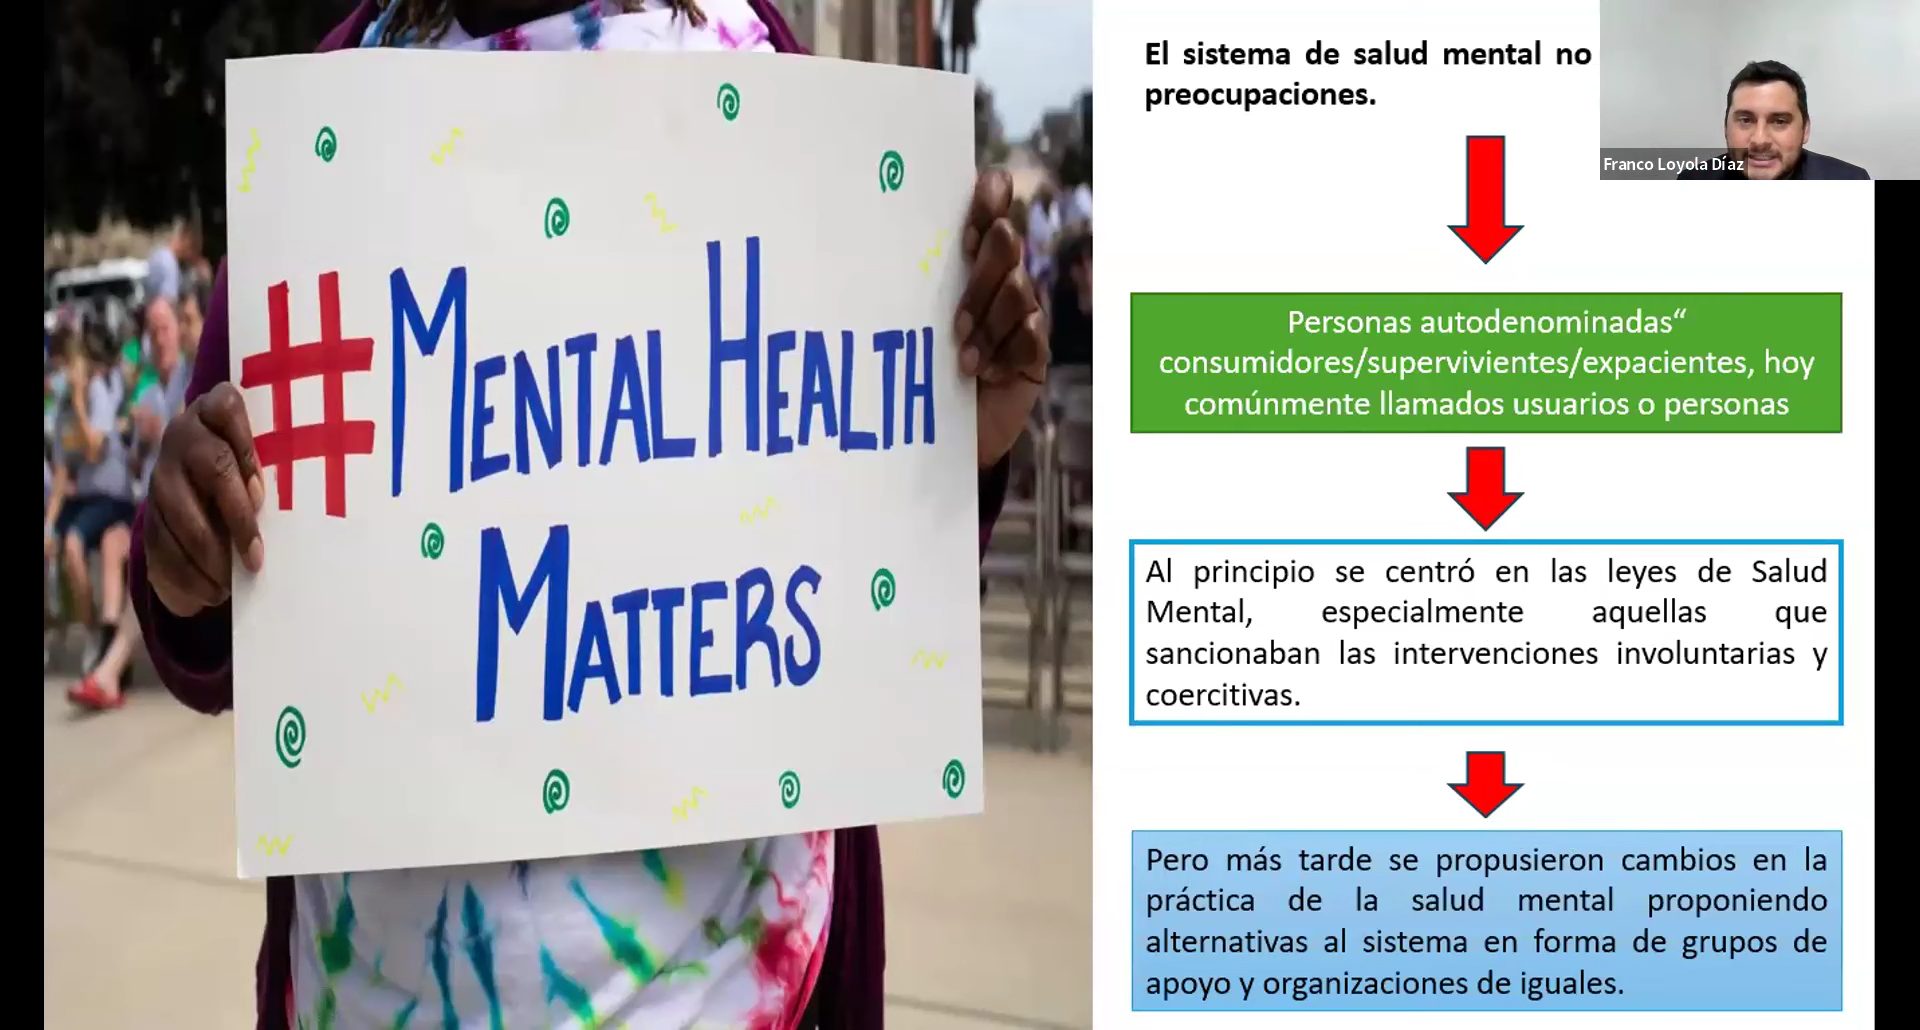 #MENTAL HEALTH
MATTERS
El sistema de salud mental no
preocupaciones.
Franco Loyola Díaz
Personas autodenominadas“
consumidores/supervivientes/expacientes, hoy
comúnmente llamados usuarios o personas
Al principio se centró en las leyes de Salud
Mental, especialmente aquellas que
sancionaban las intervenciones involuntarias y
coercitivas.
Pero más tarde se propusieron cambios en la
práctica de la salud mental proponiendo
alternativas al sistema en forma de grupos de
apoyo y organizaciones de iguales.